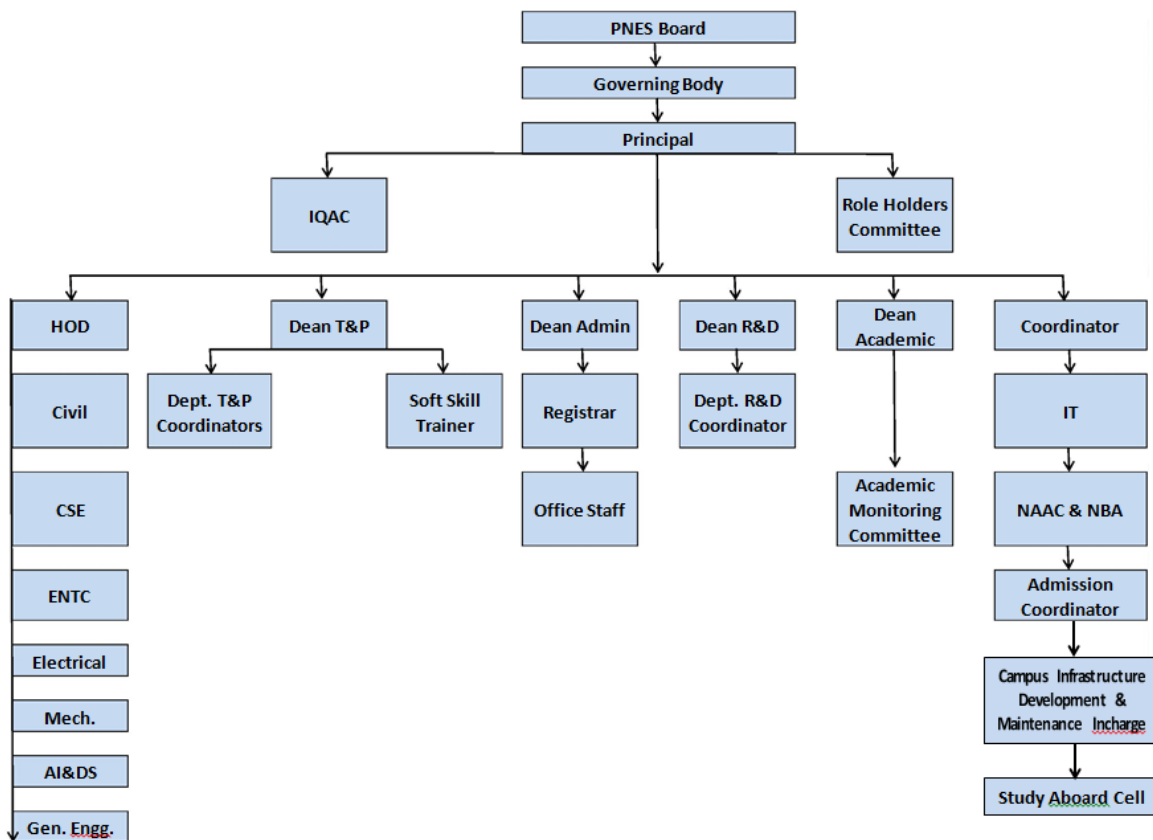 PNES Board
Governing Body
Principal
IQAC
Role Holders
Committee
HOD
Dean T&P
Dean Admin
Dean R&D
Dean
Academic
Coordinator
Civil
Dept. T&P
Coordinators
Soft Skill
Trainer
Registrar
Dept. R&D
Coordinator
IT
CSE
Office Staff
Academic
Monitoring
Committee
NAAC & NBA
ENTC
Admission
Coordinator
Electrical
Campus Infrastructure
Development &
Maintenance Incharge
Mech.
AI&DS
Study Aboard Cell
Gen. Engg.